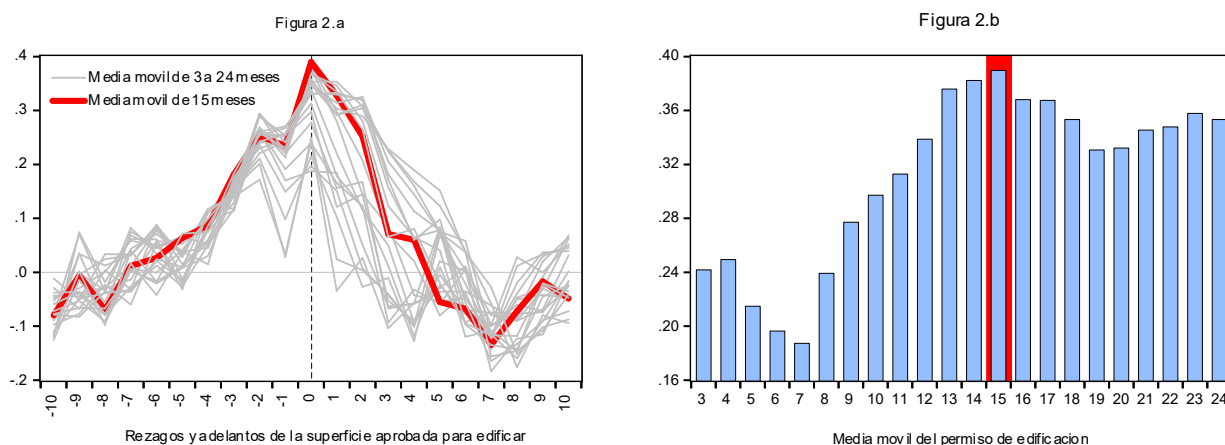 Figura 2.a
.4
.3
.2
.1
.0
-.1
-.2
Media movil de 3 a 24 meses
Media movil de 15 meses
-10 -9 -8 -7 -6 -5 -4 -3 -2 -1 0 1 2 3 4 5 6 7 8 9 10
Rezagos y adelantos de la superficie aprobada para edificar
Figura 2.b
.40
.36
.32
.28
.24
.20
.16
3 4 5 6 7 8 9 10 11 12 13 14 15 16 17 18 19 20 21 22 23 24
Media movil del permiso de edificacion